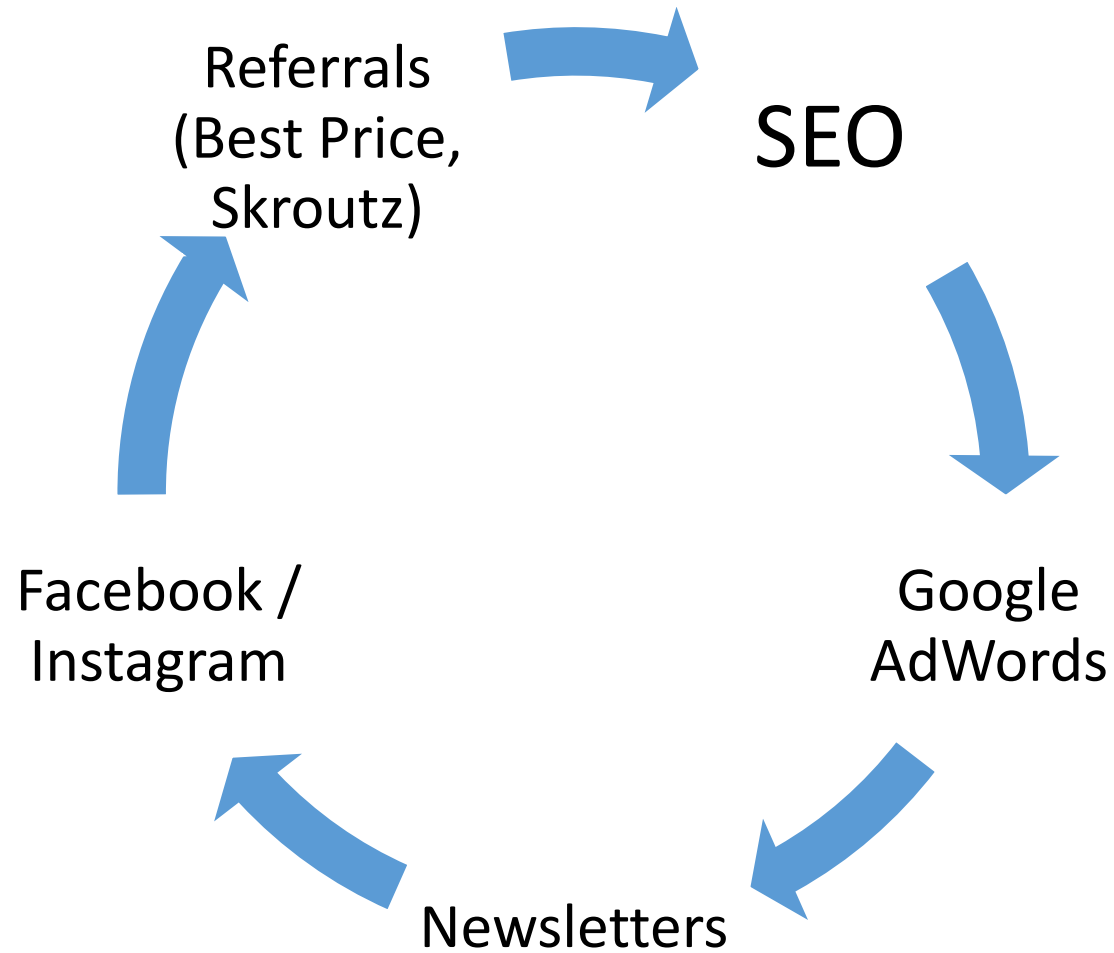 Referrals
(Best Price,
Skroutz)
SEO
Google
AdWords
Newsletters
Facebook /
Instagram